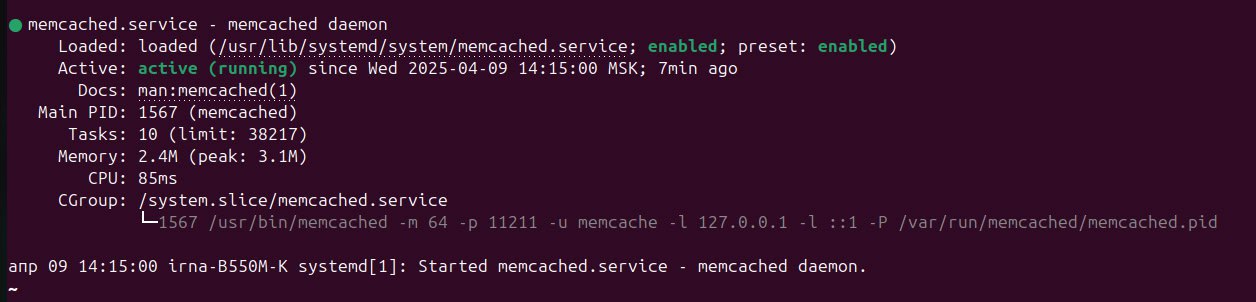 ● memcached.service - memcached daemon
Loaded: loaded (/usr/lib/systemd/system/memcached.service; enabled; preset: enabled)
Active: active (running) since Wed 2025-04-09 14:15:00 MSK; 7min ago
Docs: man:memcached(1)
Main PID: 1567 (memcached)
Tasks: 10 (limit: 38217)
Memory: 2.4M (peak: 3.1M)
CPU: 85ms
CGroup: /system.slice/memcached.service
└─1567 /usr/bin/memcached -m 64 -p 11211 -u memcache -l 127.0.0.1 -l ::1 -P /var/run/memcached/memcached.pid
апр 09 14:15:00 irna-B550M-K systemd[1]: Started memcached.service - memcached daemon.
~